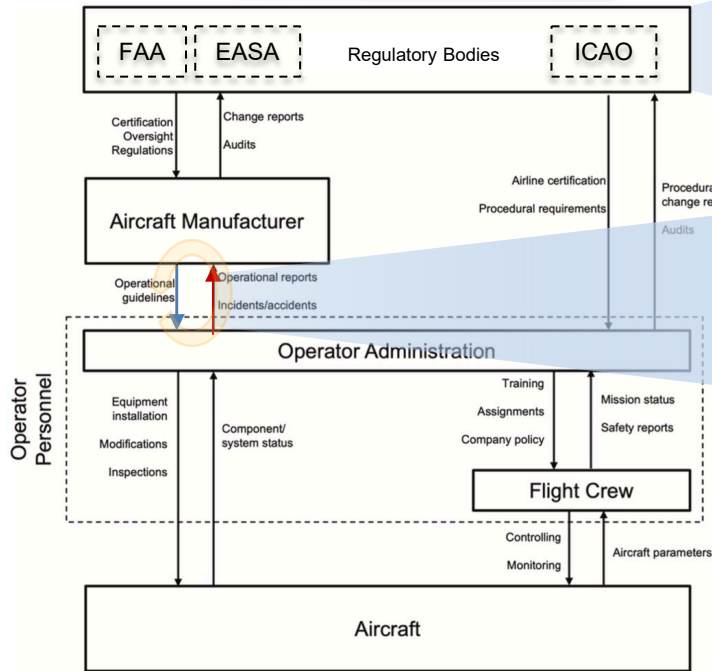 FAA
EASA
Regulatory Bodies
ICAO
Certification
Oversight
Regulations
Change reports
Audits
Airline certification
Procedural requirements
change
Audits
Aircraft Manufacturer
Operational
guidelines
Operational reports
Incidents/accidents
Operator Administration
Operator
Personnel
Equipment
installation
Modifications
Inspections
Component/
system status
Training
Assignments
Company policy
Mission status
Safety reports
Flight Crew
Controlling
Monitoring
Aircraft parameters
Aircraft